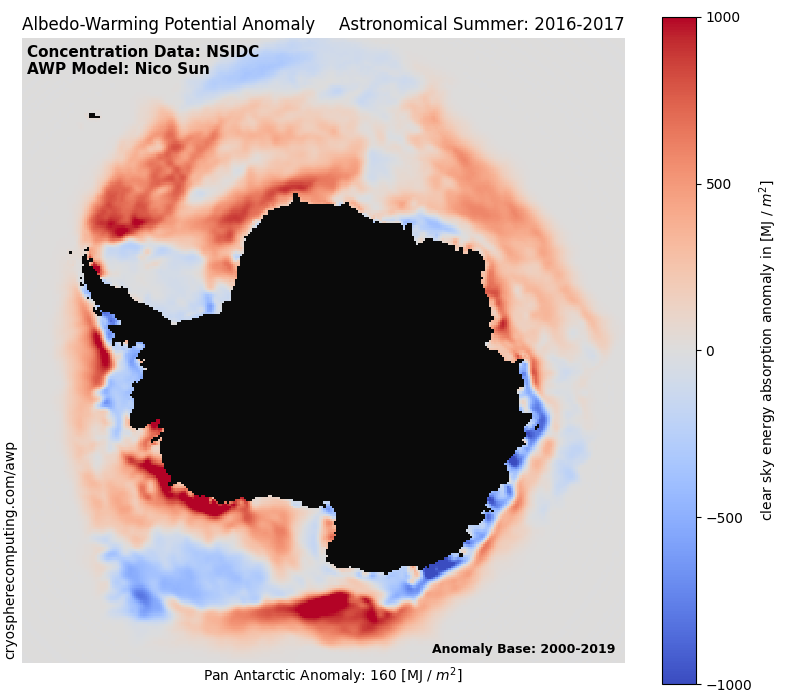 Albedo-Warming Potential Anomaly Astronomical Summer: 2016-2017
Concentration Data: NSIDC
AWP Model: Nico Sun
cryospherecomputing.com/awp
Anomaly Base: 2000-2019
Pan Antarctic Anomaly: 160 [MJ / m²]
1000
500
0
−500
−1000
clear sky energy absorption anomaly in [MJ / m²]